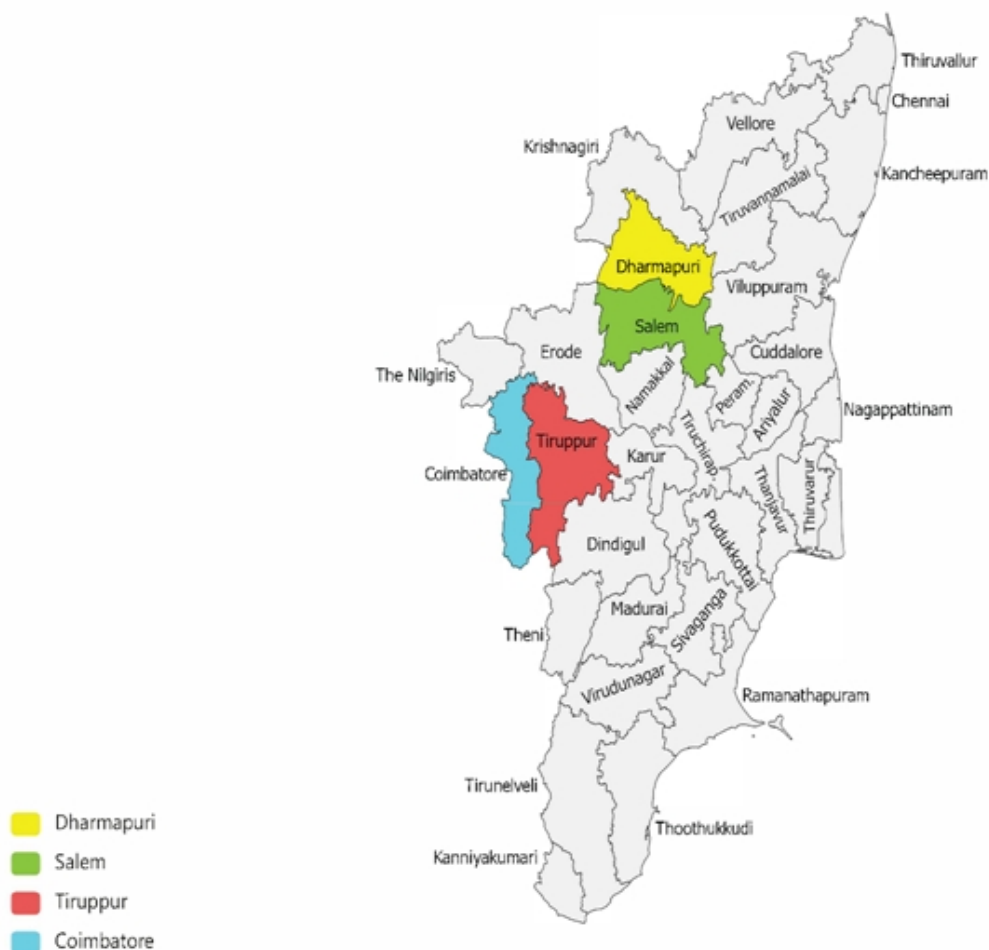 Thiruvallur
Chennai
Vellore
Krishnagiri
Kancheepuram
Tiruvannamalai
Dharmapuri
Viluppuram
Salem
Erode
Cuddalore
The Nilgiris
Namakkal
Peram.
Ariyalur
Nagappattinam
Tiruppur
Tiruchirap
Karur
Coimbatore
Thanjavur
Thiruvarur
Pudukkottai
Dindigul
Madurai
Sivaganga
Theni
Virudunagar
Ramanathapuram
Tirunelveli
Thoothukkudi
Kanniyakumari
Dharmapuri
Salem
Tiruppur
Coimbatore